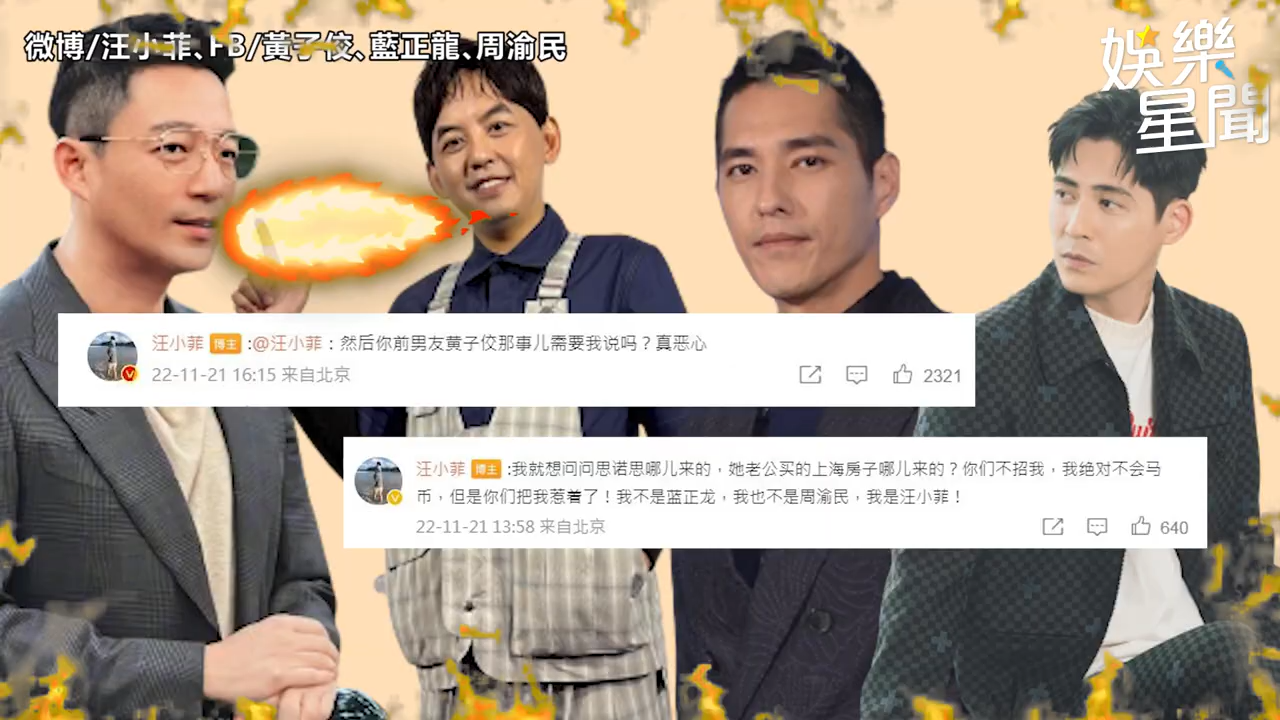 微博/汪小菲、FB/黃子佼、藍正龍、周渝民
娛樂
星聞
汪小菲 博主 :@汪小菲：然后你前男友黄子佼那事儿需要我说吗？真恶心
22-11-21 16:15 来自北京
2321
汪小菲 博主 :我就想问问思诺思哪儿来的，她老公买的上海房子哪儿来的？你们不招我，我绝对不会马
币，但是你们把我惹着了！我不是蓝正龙，我也不是周渝民，我是汪小菲！
22-11-21 13:58 来自北京
640